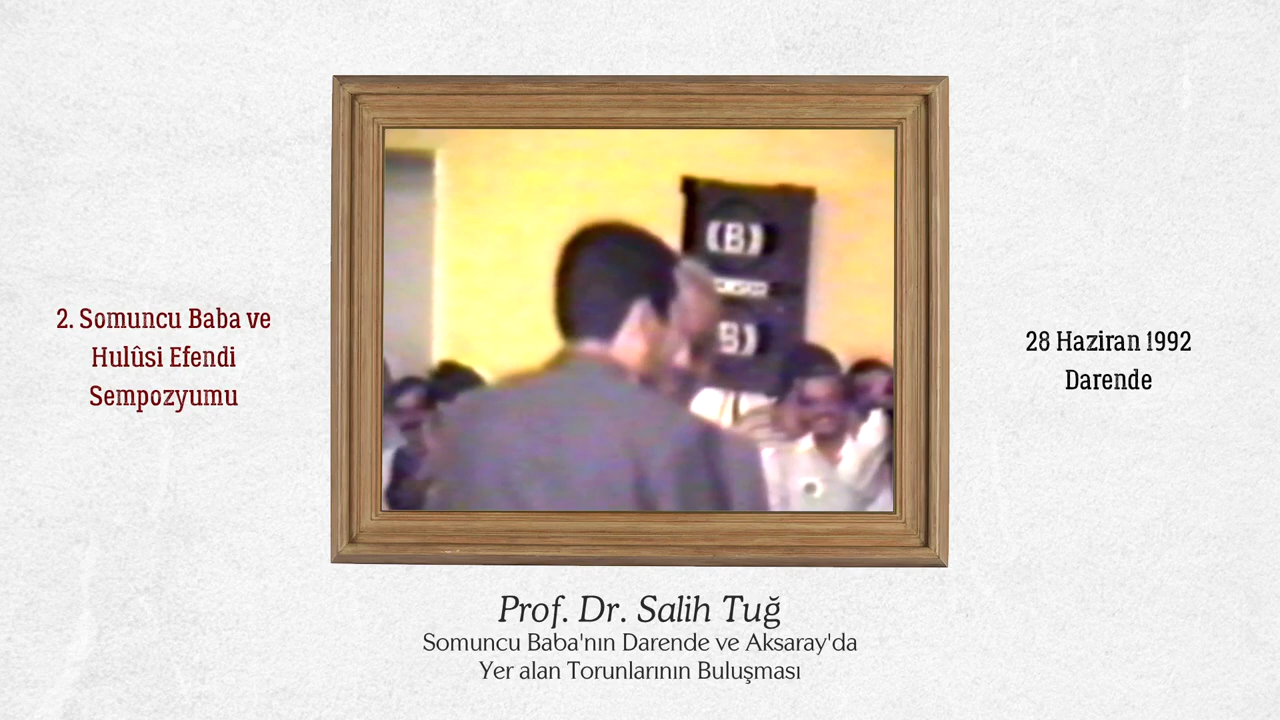 2. Somuncu Baba ve
Hulûsi Efendi
Sempozyumu
(B)
B)
28 Haziran 1992
Darende
Prof. Dr. Salih Tuğ
Somuncu Baba'nın Darende ve Aksaray'da
Yer alan Torunlarının Buluşması